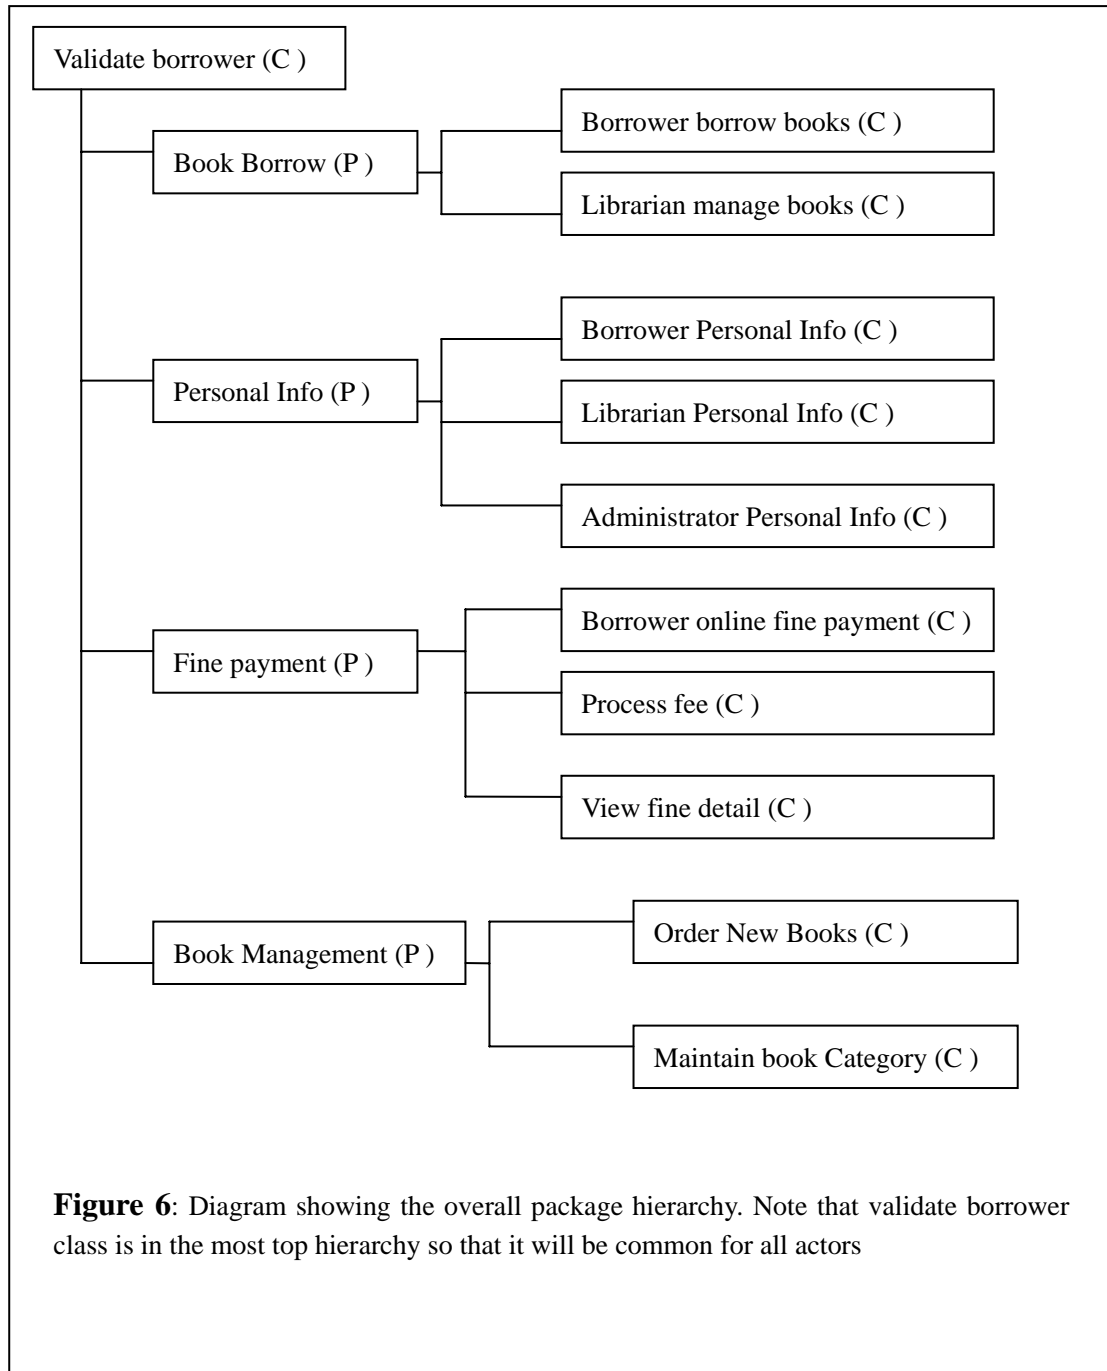 Validate borrower (C )
Book Borrow (P )
Borrower borrow books (C )
Librarian manage books (C )
Personal Info (P )
Borrower Personal Info (C )
Librarian Personal Info (C )
Administrator Personal Info (C )
Fine payment (P )
Borrower online fine payment (C )
Process fee (C )
View fine detail (C )
Book Management (P )
Order New Books (C )
Maintain book Category (C )
Figure 6: Diagram showing the overall package hierarchy. Note that validate borrower
class is in the most top hierarchy so that it will be common for all actors